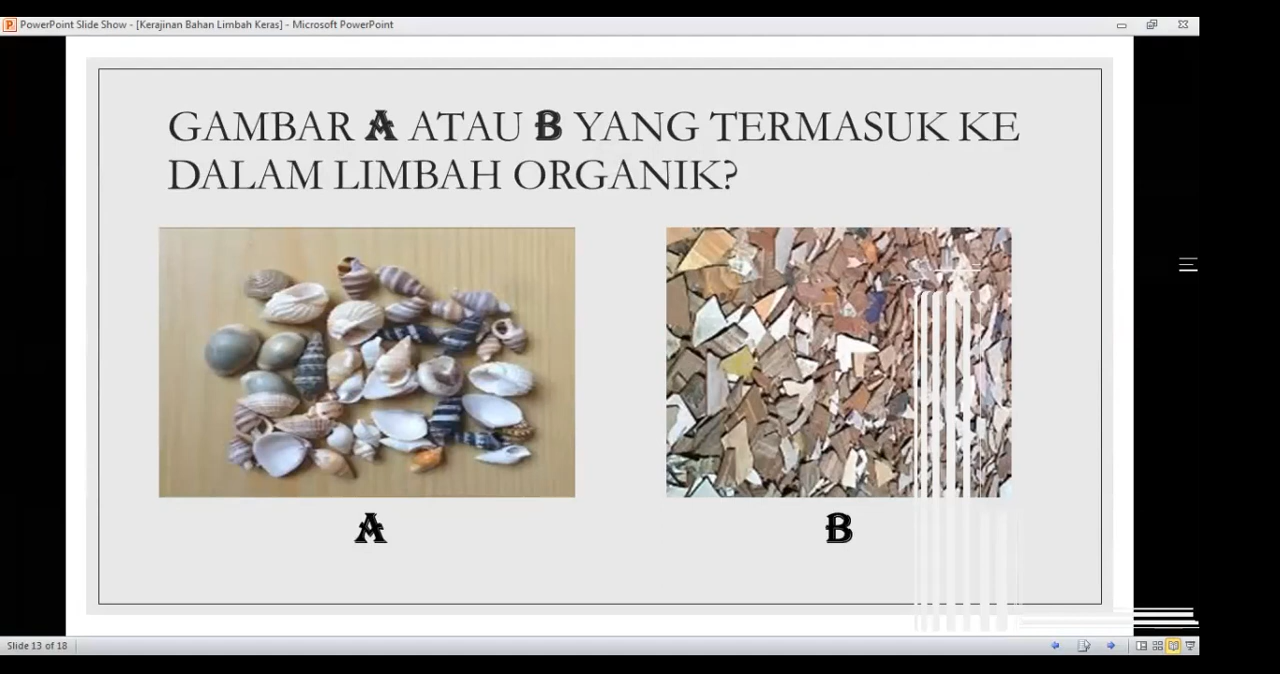 PowerPoint Slide Show - [Kerajinan Bahan Limbah Keras] - Microsoft PowerPoint
GAMBAR A ATAU B YANG TERMASUK KE
DALAM LIMBAH ORGANIK?
A
B
Slide 13 of 18